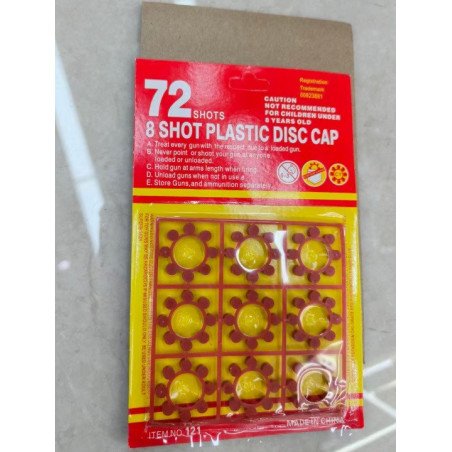 72 SHOTS
Registration
Trademark
00023881
CAUTION
NOT RECOMMENDED
FOR CHILDREN UNDER
8 YEARS OLD
8 SHOT PLASTIC DISC CAP
A. Treat every gun with the respect due to a loaded gun.
B. Never point or shoot your gun at anyone
loaded or unloaded.
C. Hold gun at arms length when firing.
D. Unload guns when not in use
E. Store Guns,and ammunition separately.
ITEM NO.121
MADE IN CHINA